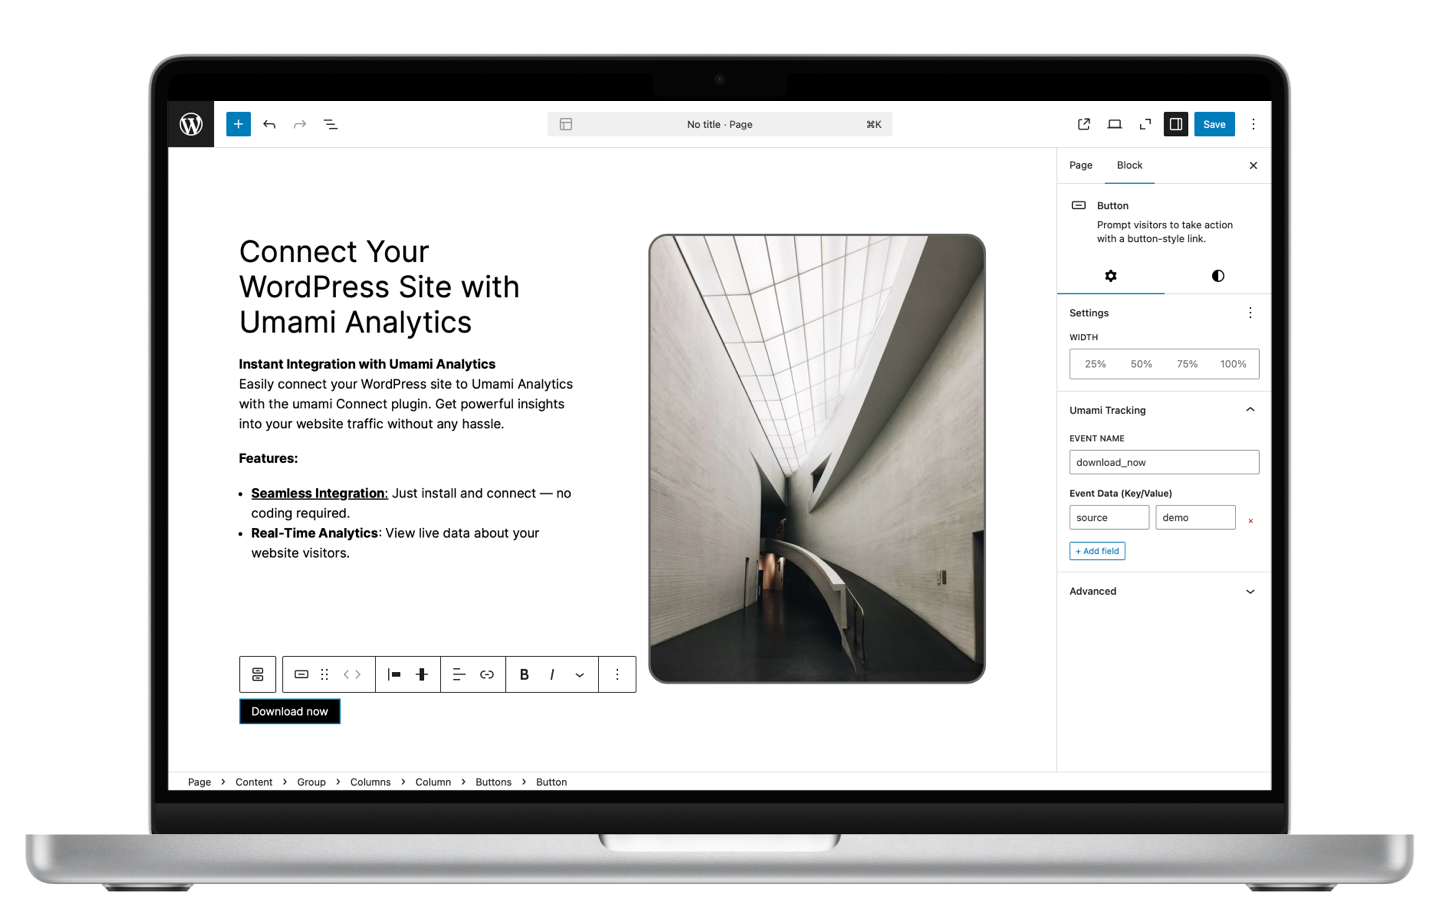 No title · Page
⌘K
Save
Connect Your
WordPress Site with
Umami Analytics
Instant Integration with Umami Analytics
Easily connect your WordPress site to Umami Analytics
with the umami Connect plugin. Get powerful insights
into your website traffic without any hassle.
Features:
• Seamless Integration: Just install and connect — no
coding required.
• Real-Time Analytics: View live data about your
website visitors.
B I
Download now
Page > Content > Group > Columns > Column > Buttons > Button
Page Block
Button
Prompt visitors to take action
with a button-style link.
Settings
WIDTH
25% 50% 75% 100%
Umami Tracking
EVENT NAME
download_now
Event Data (Key/Value)
source demo
+ Add field
Advanced